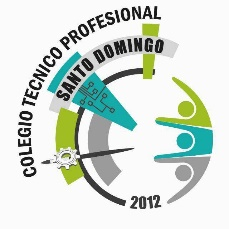 COLEGIO TECNICO PROFESIONAL
SANTO DOMINGO
2012